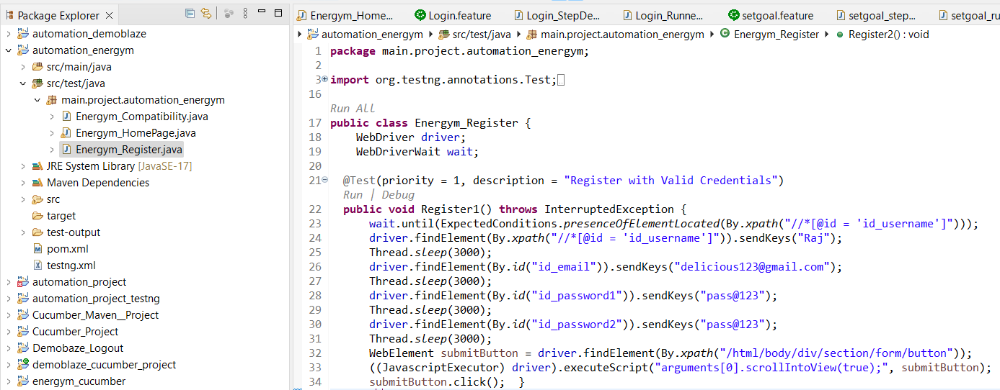 Package Explorer
automation_demoblaze
automation_energym
src/main/java
src/test/java
main.project.automation_energym
Energym_Compatibility.java
Energym_HomePage.java
Energym_Register.java
JRE System Library [JavaSE-17]
Maven Dependencies
src
target
test-output
pom.xml
testng.xml
automation_project
automation_project_testng
Cucumber_Maven__Project
Cucumber_Project
Demobaze_Logout
demoblaze_cucumber_project
energym_cucumber
Energym_Home... Login.feature Login_StepDe... Login_Runne... setgoal.feature setgoal_step... setgoal_ru
automation_energym src/test/java main.project.automation_energym Energym_Register Register2() : void
1 package main.project.automation_energym;
2
3 import org.testng.annotations.Test;
16
Run All
17 public class Energym_Register {
18 WebDriver driver;
19 WebDriverWait wait;
20
21 @Test(priority = 1, description = "Register with Valid Credentials")
Run | Debug
22 public void Register1() throws InterruptedException {
23 wait.until(ExpectedConditions.presenceOfElementLocated(By.xpath("//*[@id = 'id_username']")));
24 driver.findElement(By.xpath("//*[@id = 'id_username']")).sendKeys("Raj");
25 Thread.sleep(3000);
26 driver.findElement(By.id("id_email")).sendKeys("delicious123@gmail.com");
27 Thread.sleep(3000);
28 driver.findElement(By.id("id_password1")).sendKeys("pass@123");
29 Thread.sleep(3000);
30 driver.findElement(By.id("id_password2")).sendKeys("pass@123");
31 Thread.sleep(3000);
32 WebElement submitButton = driver.findElement(By.xpath("/html/body/div/section/form/button"));
33 ((JavascriptExecutor) driver).executeScript("arguments[0].scrollIntoView(true);", submitButton);
34 submitButton.click(); }